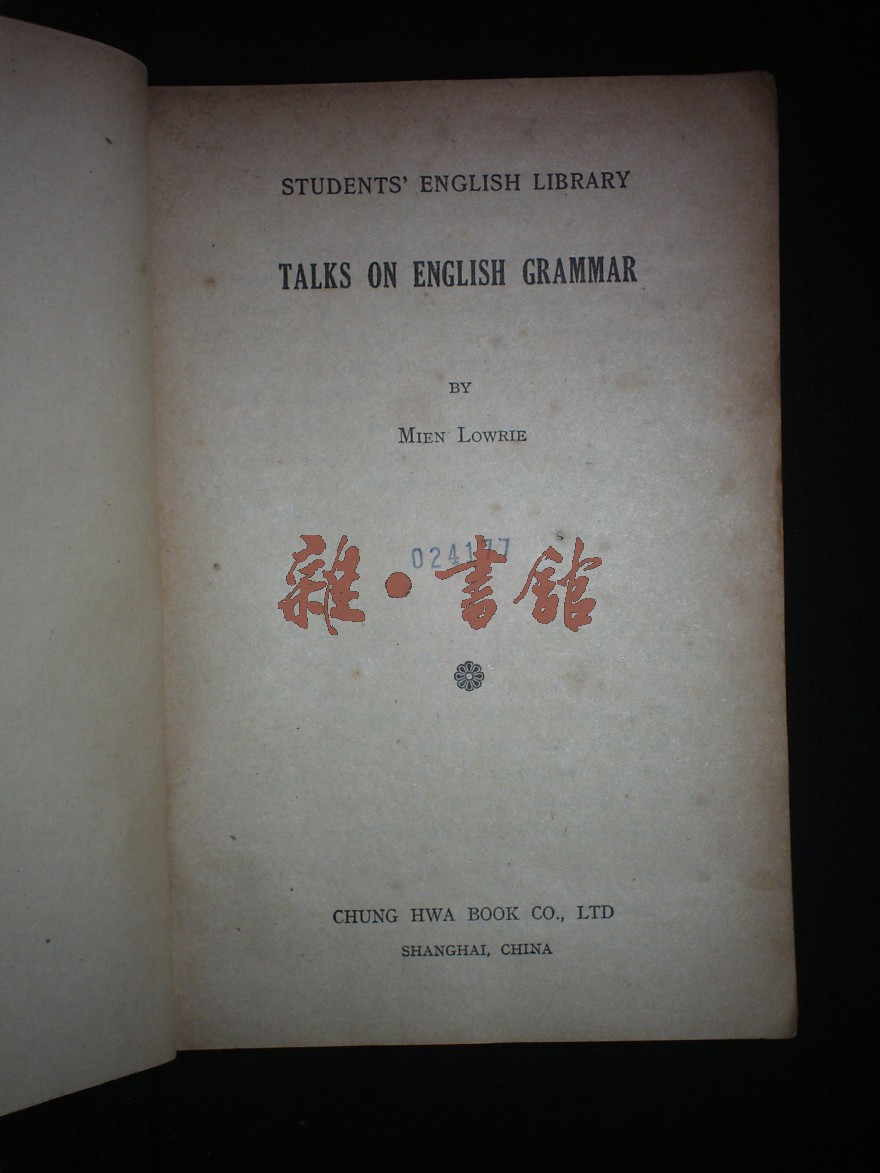 STUDENTS' ENGLISH LIBRARY
TALKS ON ENGLISH GRAMMAR
BY
MIEN LOWRIE
024177
雜·書館
CHUNG HWA BOOK CO., LTD
SHANGHAI, CHINA